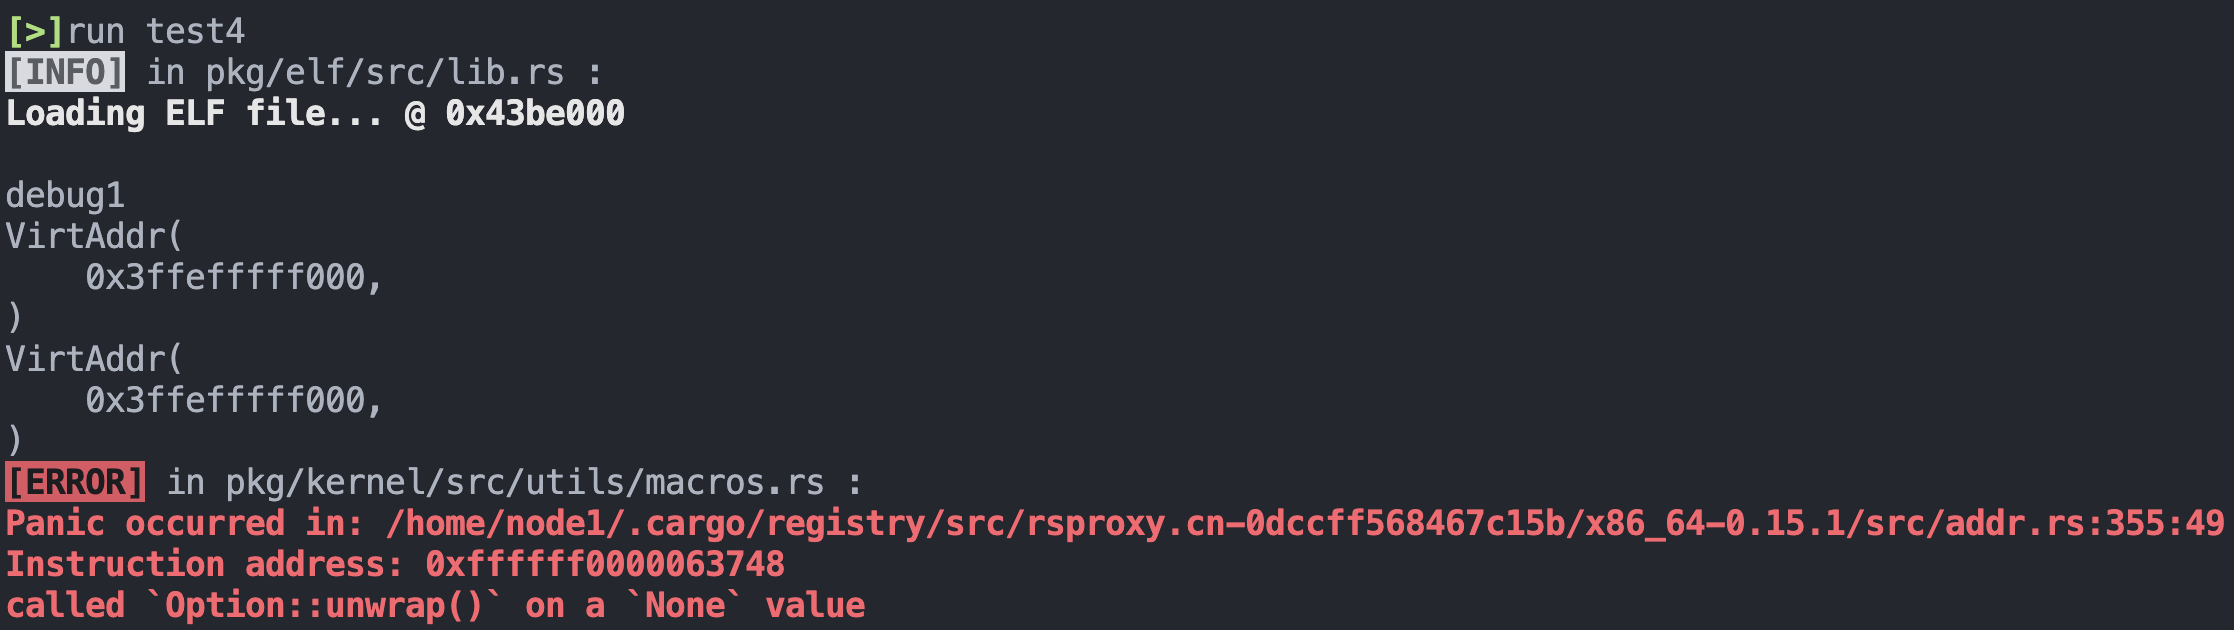 [>]run test4
[INFO] in pkg/elf/src/lib.rs :
Loading ELF file... @ 0x43be000
debug1
VirtAddr(
    0x3ffefffff000,
)
VirtAddr(
    0x3ffefffff000,
)
[ERROR] in pkg/kernel/src/utils/macros.rs :
Panic occurred in: /home/node1/.cargo/registry/src/rsproxy.cn-0dccff568467c15b/x86_64-0.15.1/src/addr.rs:355:49
Instruction address: 0xffffff0000063748
called `Option::unwrap()` on a `None` value